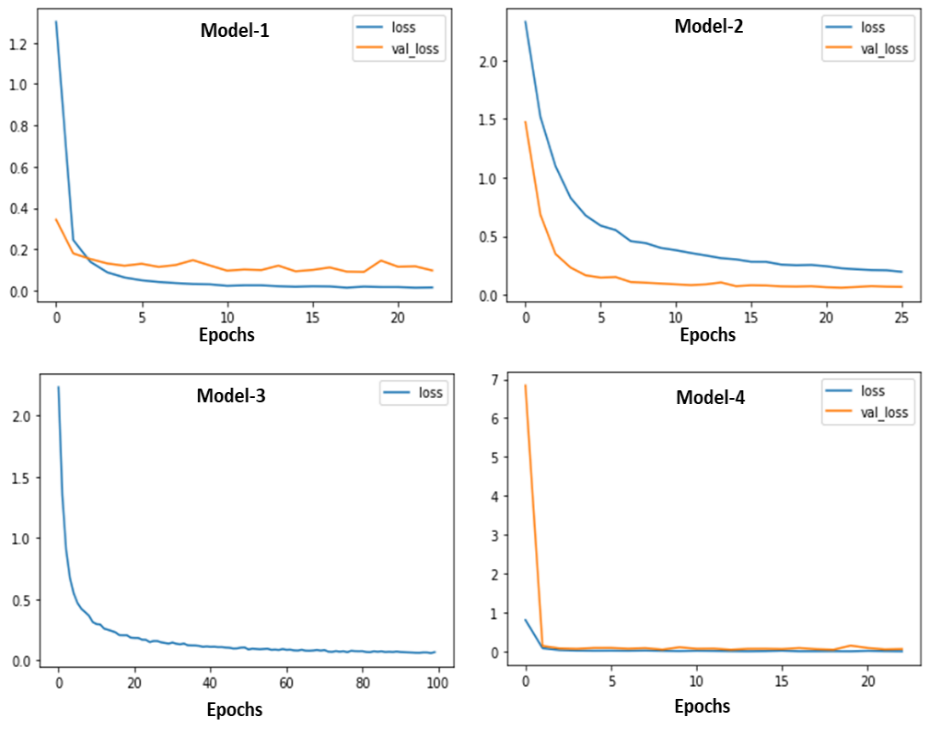 Model-1
loss
val_loss
1.2
1.0
0.8
0.6
0.4
0.2
0.0
0 5 10 15 20
Epochs
Model-2
loss
val_loss
2.0
1.5
1.0
0.5
0.0
0 5 10 15 20 25
Epochs
Model-3
loss
2.0
1.5
1.0
0.5
0.0
0 20 40 60 80 100
Epochs
Model-4
loss
val_loss
7
6
5
4
3
2
1
0
0 5 10 15 20
Epochs